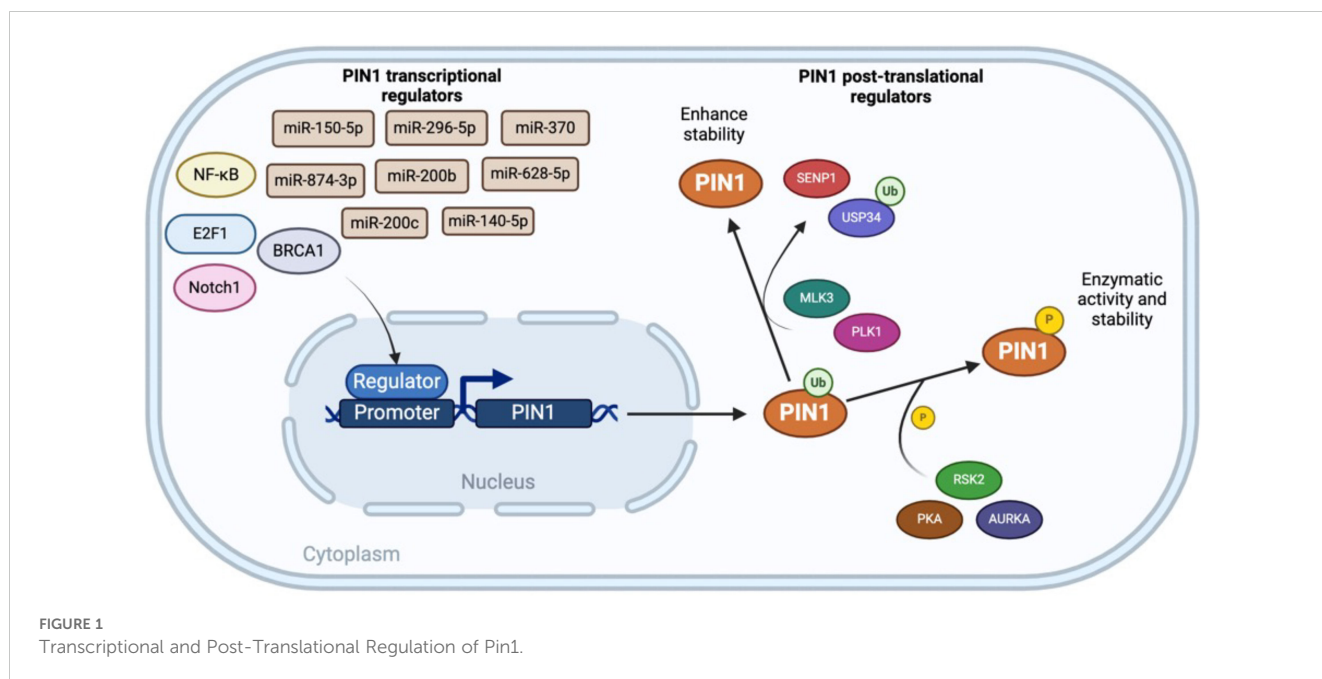 PIN1 transcriptional
regulators
miR-150-5p
miR-296-5p
miR-370
NF-κB
miR-874-3p
miR-200b
miR-628-5p
miR-200c
miR-140-5p
E2F1
BRCA1
Notch1
Regulator
Promoter
PIN1
Nucleus
Cytoplasm
PIN1 post-translational
regulators
Enhance
stability
PIN1
SENP1
Ub
USP34
MLK3
PLK1
Ub
PIN1
Enzymatic
activity and
stability
P
PIN1
P
RSK2
PKA
AURKA
FIGURE 1
Transcriptional and Post-Translational Regulation of Pin1.